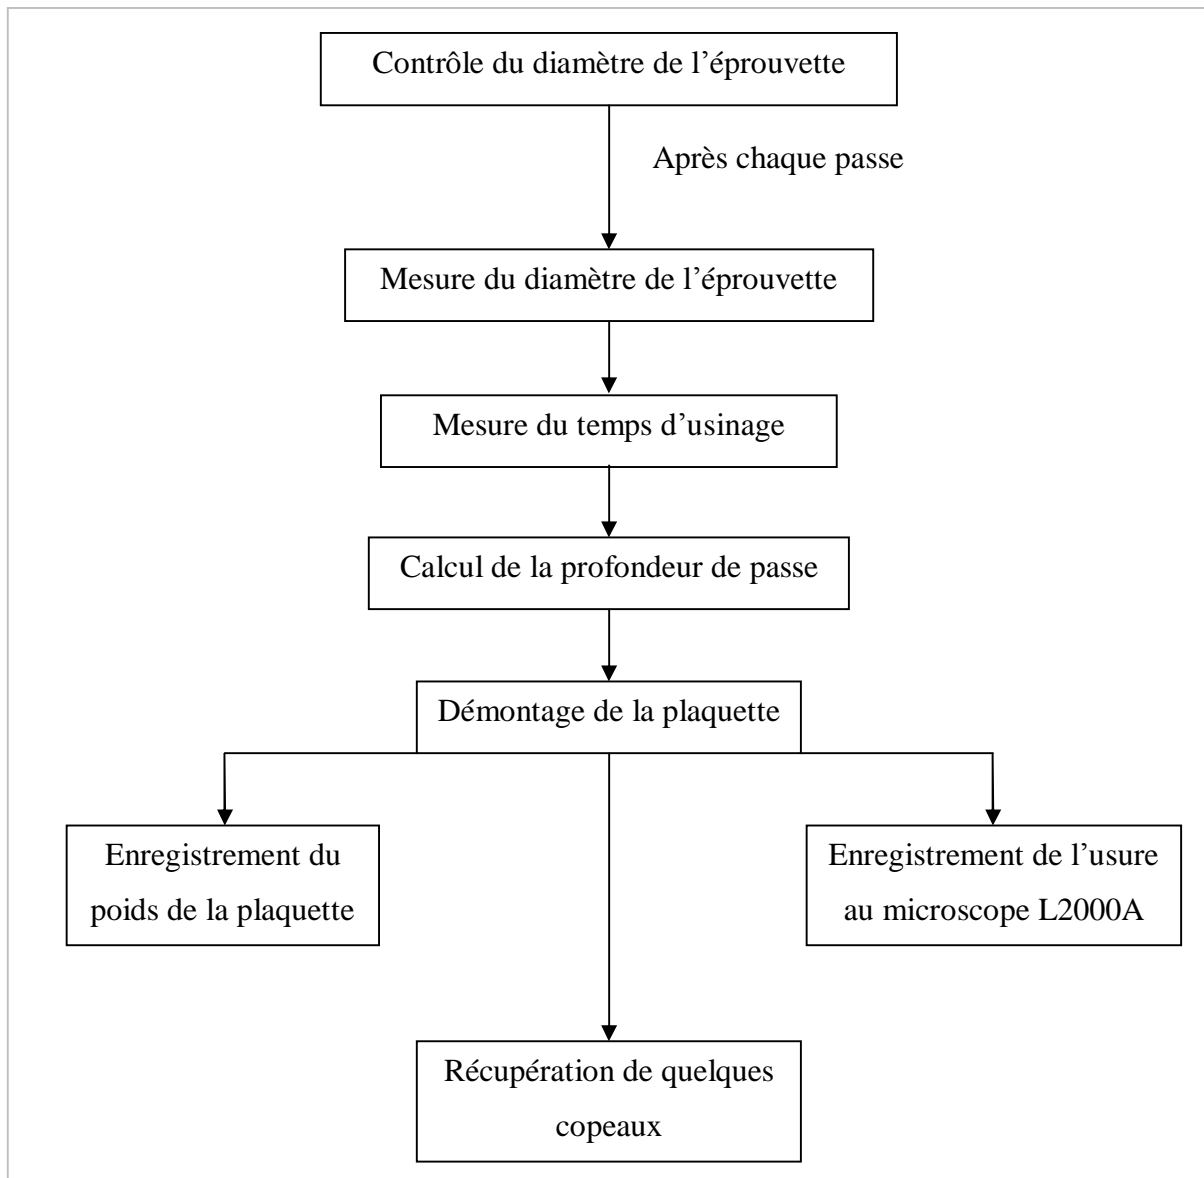 Contrôle du diamètre de l’éprouvette
Après chaque passe
Mesure du diamètre de l’éprouvette
Mesure du temps d’usinage
Calcul de la profondeur de passe
Démontage de la plaquette
Enregistrement du
poids de la plaquette
Enregistrement de l’usure
au microscope L2000A
Récupération de quelques
copeaux